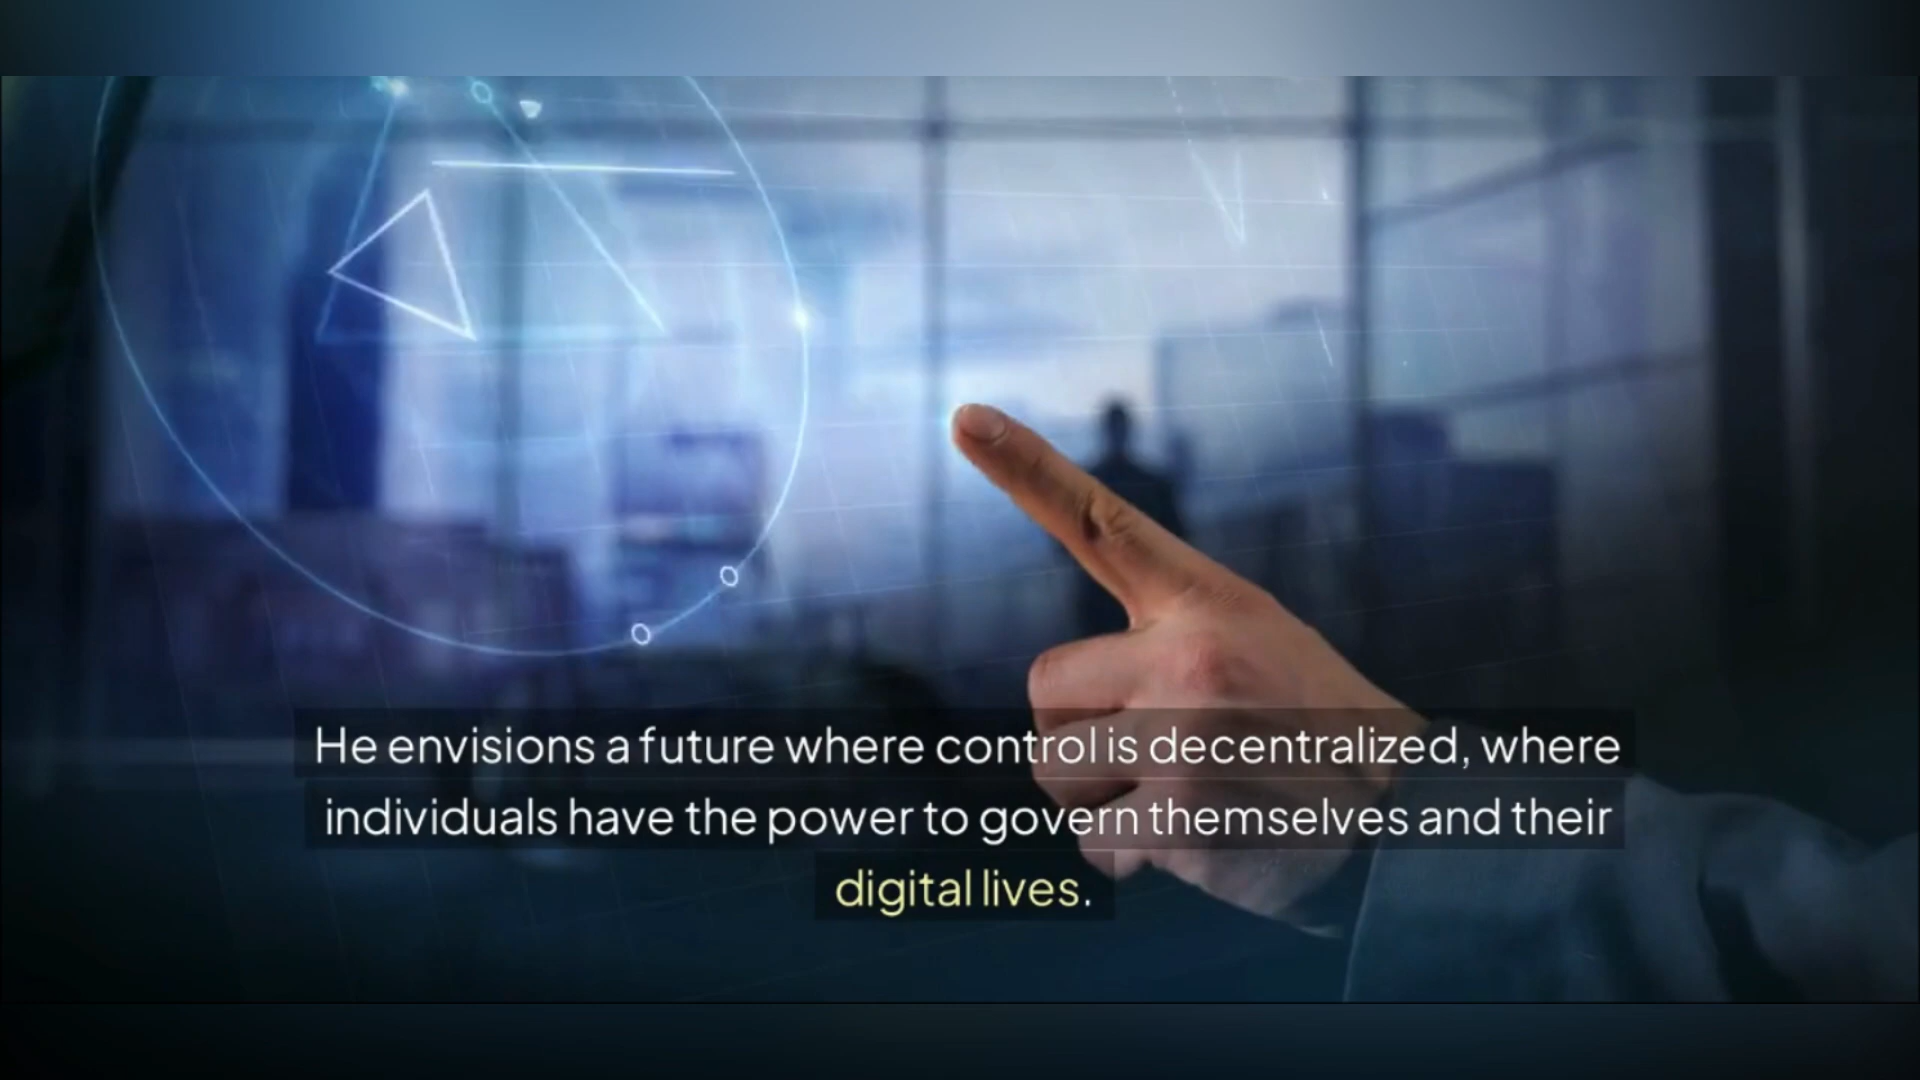 He envisions a future where control is decentralized, where
individuals have the power to govern themselves and their
digital lives.